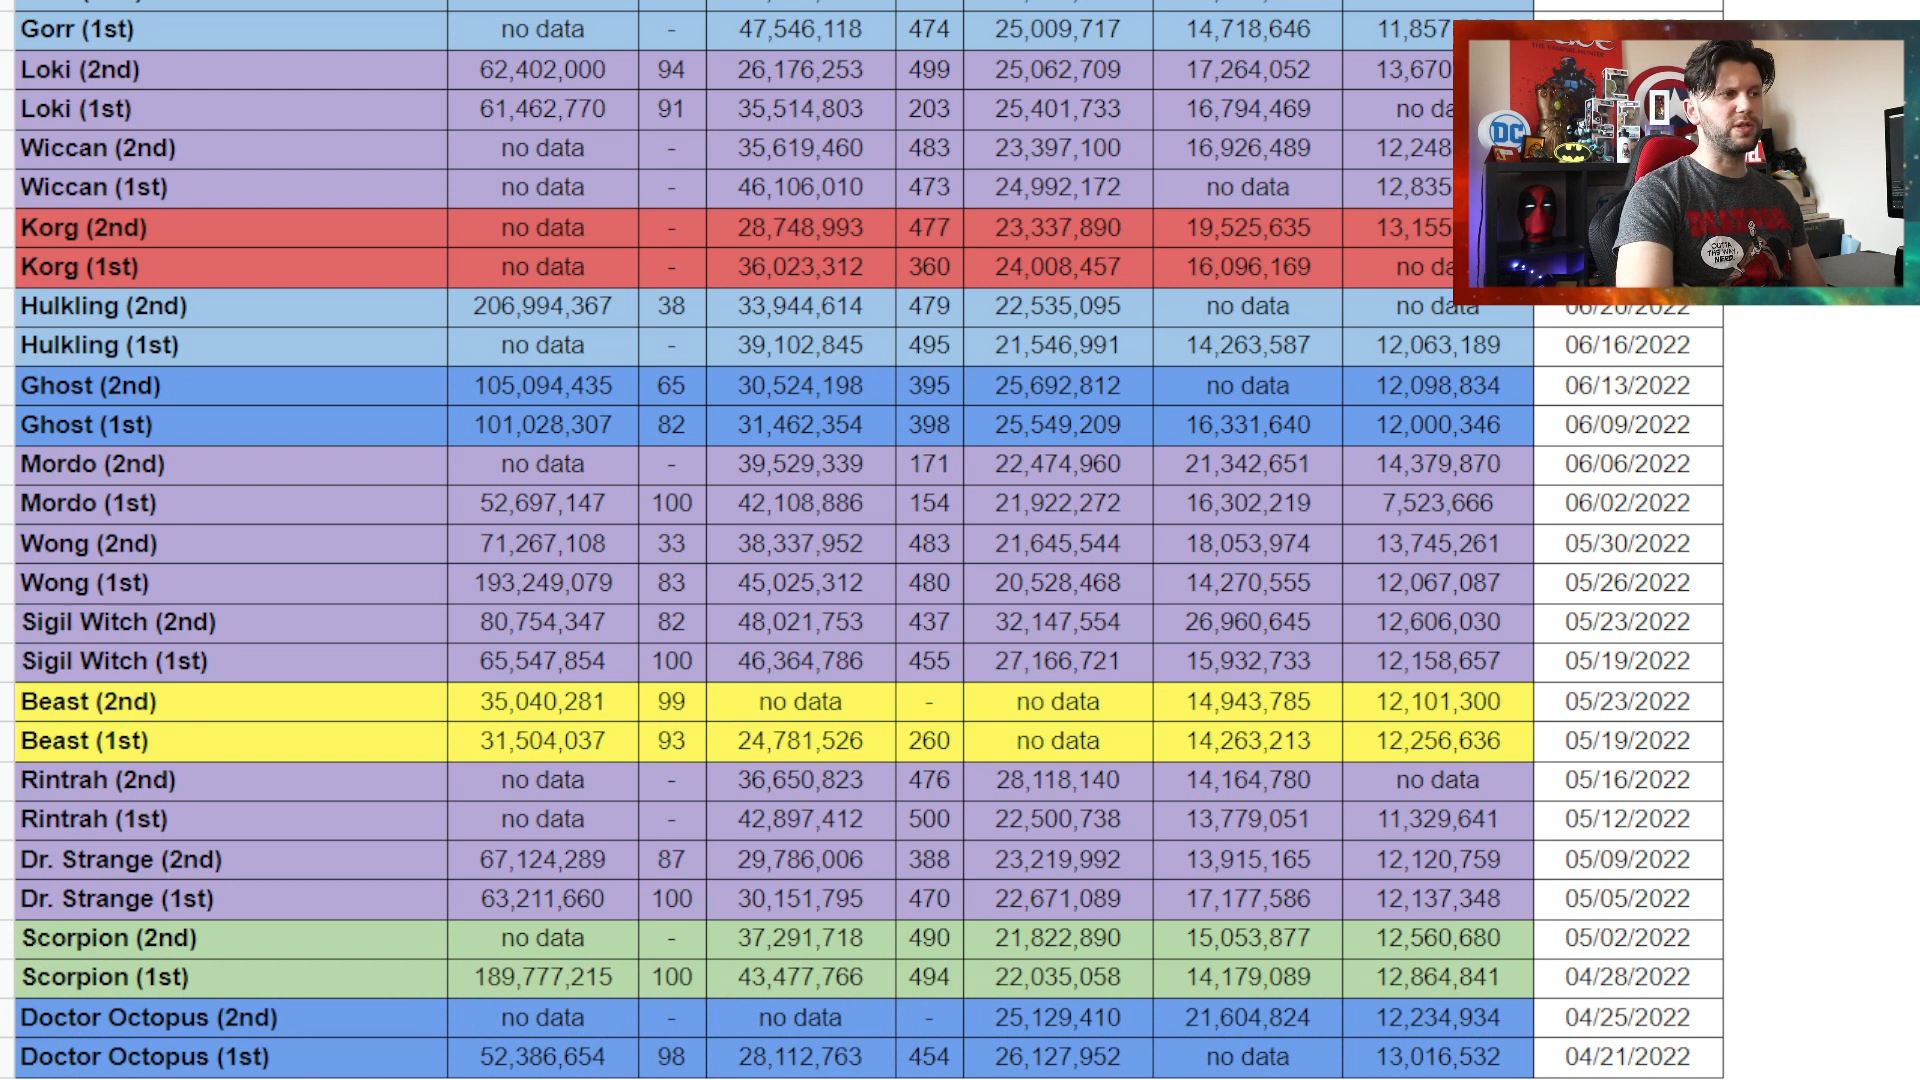 Gorr (1st) no data - 47,546,118 474 25,009,717 14,718,646 11,857
Loki (2nd) 62,402,000 94 26,176,253 499 25,062,709 17,264,052 13,670
Loki (1st) 61,462,770 91 35,514,803 203 25,401,733 16,794,469 no da
Wiccan (2nd) no data - 35,619,460 483 23,397,100 16,926,489 12,248
Wiccan (1st) no data - 46,106,010 473 24,992,172 no data 12,835
Korg (2nd) no data - 28,748,993 477 23,337,890 19,525,635 13,155
Korg (1st) no data - 36,023,312 360 24,008,457 16,096,169 no da
Hulkling (2nd) 206,994,367 38 33,944,614 479 22,535,095 no data no data 06/20/2022
Hulkling (1st) no data - 39,102,845 495 21,546,991 14,263,587 12,063,189 06/16/2022
Ghost (2nd) 105,094,435 65 30,524,198 395 25,692,812 no data 12,098,834 06/13/2022
Ghost (1st) 101,028,307 82 31,462,354 398 25,549,209 16,331,640 12,000,346 06/09/2022
Mordo (2nd) no data - 39,529,339 171 22,474,960 21,342,651 14,379,870 06/06/2022
Mordo (1st) 52,697,147 100 42,108,886 154 21,922,272 16,302,219 7,523,666 06/02/2022
Wong (2nd) 71,267,108 33 38,337,952 483 21,645,544 18,053,974 13,745,261 05/30/2022
Wong (1st) 193,249,079 83 45,025,312 480 20,528,468 14,270,555 12,067,087 05/26/2022
Sigil Witch (2nd) 80,754,347 82 48,021,753 437 32,147,554 26,960,645 12,606,030 05/23/2022
Sigil Witch (1st) 65,547,854 100 46,364,786 455 27,166,721 15,932,733 12,158,657 05/19/2022
Beast (2nd) 35,040,281 99 no data - no data 14,943,785 12,101,300 05/23/2022
Beast (1st) 31,504,037 93 24,781,526 260 no data 14,263,213 12,256,636 05/19/2022
Rintrah (2nd) no data - 36,650,823 476 28,118,140 14,164,780 no data 05/16/2022
Rintrah (1st) no data - 42,897,412 500 22,500,738 13,779,051 11,329,641 05/12/2022
Dr. Strange (2nd) 67,124,289 87 29,786,006 388 23,219,992 13,915,165 12,120,759 05/09/2022
Dr. Strange (1st) 63,211,660 100 30,151,795 470 22,671,089 17,177,586 12,137,348 05/05/2022
Scorpion (2nd) no data - 37,291,718 490 21,822,890 15,053,877 12,560,680 05/02/2022
Scorpion (1st) 189,777,215 100 43,477,766 494 22,035,058 14,179,089 12,864,841 04/28/2022
Doctor Octopus (2nd) no data - no data - 25,129,410 21,604,824 12,234,934 04/25/2022
Doctor Octopus (1st) 52,386,654 98 28,112,763 454 26,127,952 no data 13,016,532 04/21/2022
DC
OUTTA
THE WAY,
NERD.